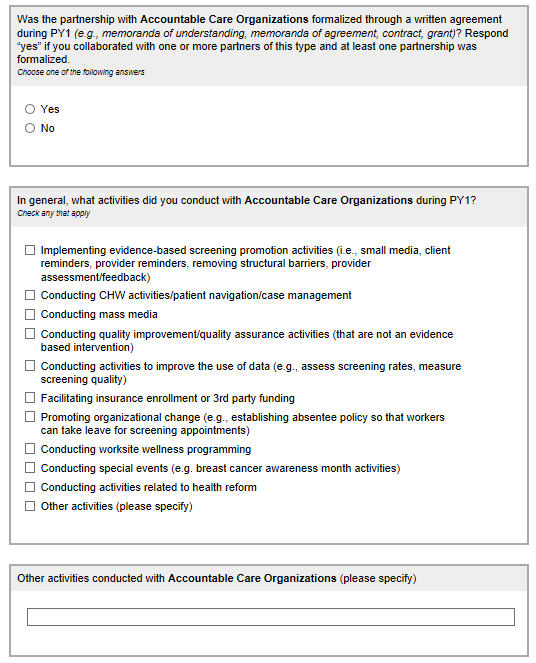 Was the partnership with Accountable Care Organizations formalized through a written agreement
during PY1 (e.g., memoranda of understanding, memoranda of agreement, contract, grant)? Respond
"yes" if you collaborated with one or more partners of this type and at least one partnership was
formalized.
Choose one of the following answers
Yes
No
In general, what activities did you conduct with Accountable Care Organizations during PY1?
Check any that apply
Implementing evidence-based screening promotion activities (i.e., small media, client
reminders, provider reminders, removing structural barriers, provider
assessment/feedback)
Conducting CHW activities/patient navigation/case management
Conducting mass media
Conducting quality improvement/quality assurance activities (that are not an evidence
based intervention)
Conducting activities to improve the use of data (e.g., assess screening rates, measure
screening quality)
Facilitating insurance enrollment or 3rd party funding
Promoting organizational change (e.g., establishing absentee policy so that workers
can take leave for screening appointments)
Conducting worksite wellness programming
Conducting special events (e.g. breast cancer awareness month activities)
Conducting activities related to health reform
Other activities (please specify)
Other activities conducted with Accountable Care Organizations (please specify)